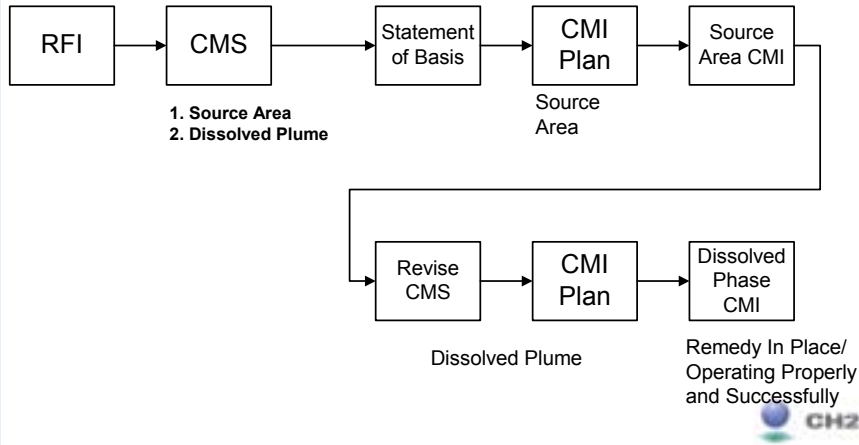 RFI
CMS
Statement
of Basis
CMI
Plan
Source
Area CMI
1. Source Area
2. Dissolved Plume
Source
Area
Revise
CMS
CMI
Plan
Dissolved
Phase
CMI
Dissolved Plume
Remedy In Place/
Operating Properly
and Successfully
CH2